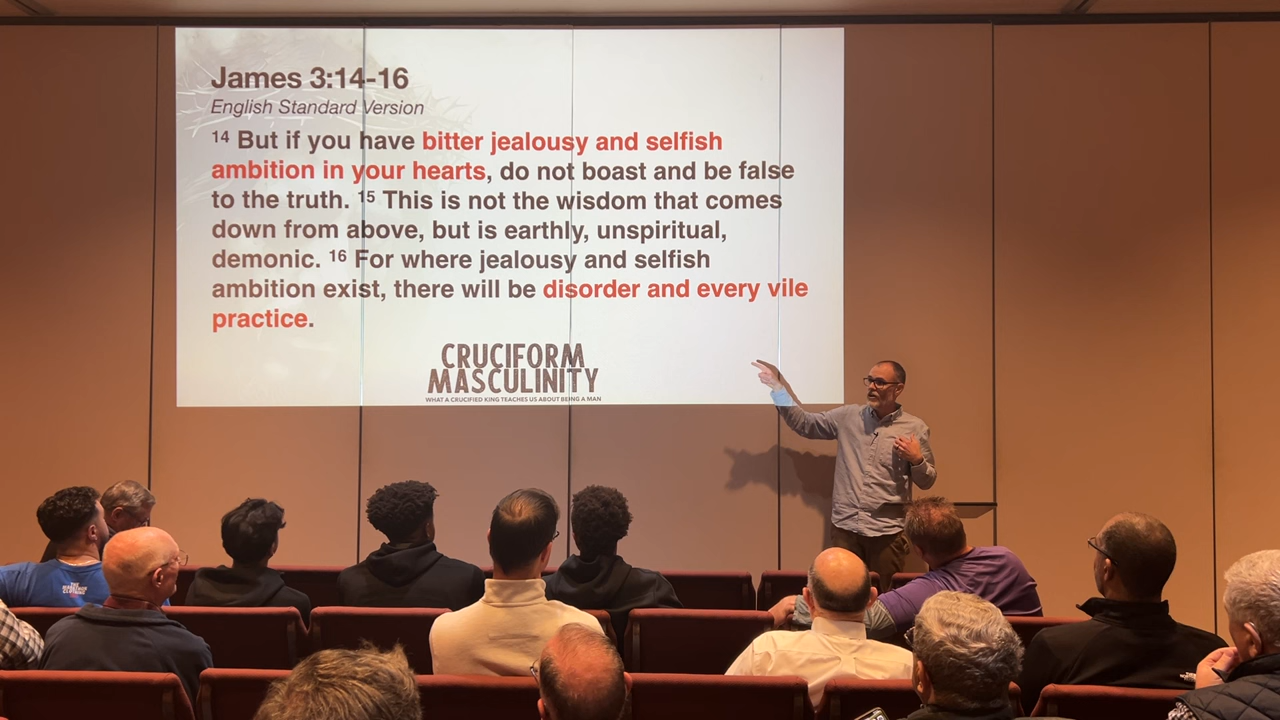 James 3:14-16
English Standard Version
14 But if you have bitter jealousy and selfish
ambition in your hearts, do not boast and be false
to the truth. 15 This is not the wisdom that comes
down from above, but is earthly, unspiritual,
demonic. 16 For where jealousy and selfish
ambition exist, there will be disorder and every vile
practice.
CRUCIFORM
MASCULINITY
WHAT A CRUCIFIED KING TEACHES US ABOUT BEING A MAN
THE
CLOTHING